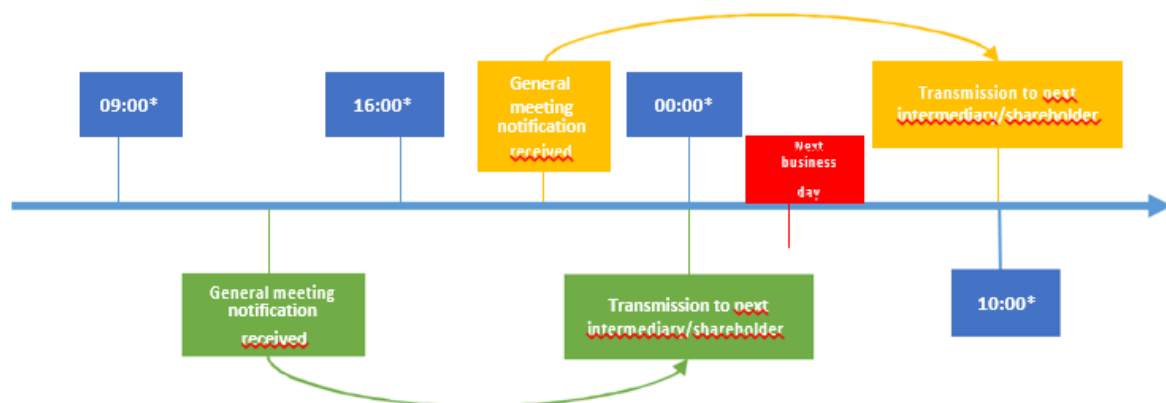 09:00*
16:00*
General
meeting
notification
received
00:00*
Transmission to next
intermediary/shareholder
Next
business
day
General meeting
notification
received
Transmission to next
intermediary/shareholder
10:00*